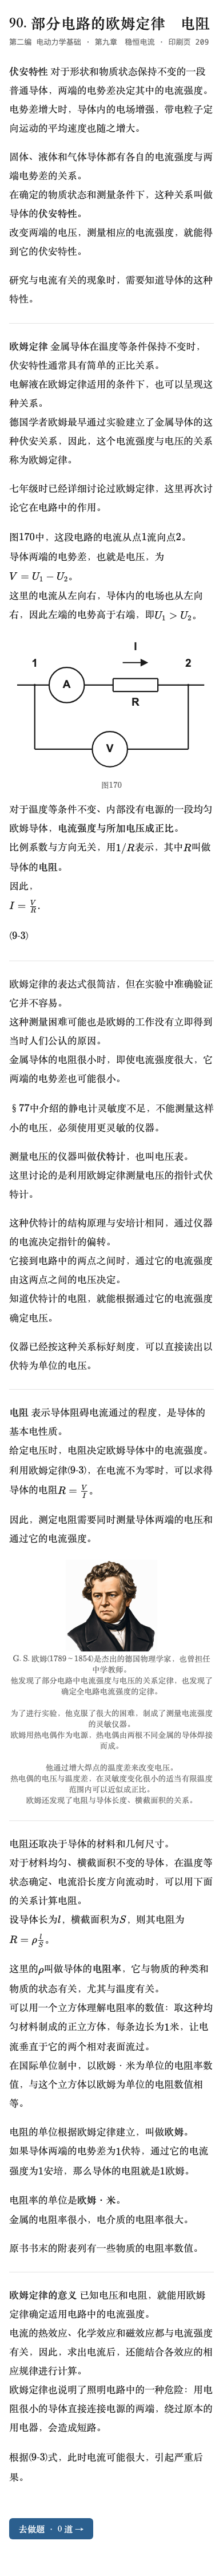 90. 部分电路的欧姆定律　电阻
第二编 电动力学基础 · 第九章 稳恒电流 · 印刷页 209
伏安特性 对于形状和物质状态保持不变的一段
普通导体，两端的电势差决定其中的电流强度。
电势差增大时，导体内的电场增强，带电粒子定
向运动的平均速度也随之增大。
固体、液体和气体导体都有各自的电流强度与两
端电势差的关系。
在确定的物质状态和测量条件下，这种关系叫做
导体的伏安特性。
改变两端的电压，测量相应的电流强度，就能得
到它的伏安特性。
研究与电流有关的现象时，需要知道导体的这种
特性。
欧姆定律 金属导体在温度等条件保持不变时，
伏安特性通常具有简单的正比关系。
电解液在欧姆定律适用的条件下，也可以呈现这
种关系。
德国学者欧姆最早通过实验建立了金属导体的这
种伏安关系，因此，这个电流强度与电压的关系
称为欧姆定律。
七年级时已经详细讨论过欧姆定律，这里再次讨
论它在电路中的作用。
图170中，这段电路的电流从点1流向点2。
导体两端的电势差，也就是电压，为
V = U₁ − U₂。
这里的电流从左向右，导体内的电场也从左向
右，因此左端的电势高于右端，即U₁ > U₂。
I
1
2
A
R
V
图170
对于温度等条件不变、内部没有电源的一段均匀
欧姆导体，电流强度与所加电压成正比。
比例系数与方向无关，用1/R表示，其中R叫做
导体的电阻。
因此，
I = V/R.
(9-3)
欧姆定律的表达式很简洁，但在实验中准确验证
它并不容易。
这种测量困难可能也是欧姆的工作没有立即得到
当时人们公认的原因。
金属导体的电阻很小时，即使电流强度很大，它
两端的电势差也可能很小。
§77中介绍的静电计灵敏度不足，不能测量这样
小的电压，必须使用更灵敏的仪器。
测量电压的仪器叫做伏特计，也叫电压表。
这里讨论的是利用欧姆定律测量电压的指针式伏
特计。
这种伏特计的结构原理与安培计相同，通过仪器
的电流决定指针的偏转。
它接到电路中的两点之间时，通过它的电流强度
由这两点之间的电压决定。
知道伏特计的电阻，就能根据通过它的电流强度
确定电压。
仪器已经按这种关系标好刻度，可以直接读出以
伏特为单位的电压。
电阻 表示导体阻碍电流通过的程度，是导体的
基本电性质。
给定电压时，电阻决定欧姆导体中的电流强度。
利用欧姆定律(9-3)，在电流不为零时，可以求得
导体的电阻R = V/I。
因此，测定电阻需要同时测量导体两端的电压和
通过它的电流强度。
G. S. 欧姆(1789~1854)是杰出的德国物理学家，也曾担任
中学教师。
他发现了部分电路中电流强度与电压的关系定律，也发现了
确定全电路电流强度的定律。
为了进行实验，他克服了很大的困难，制成了测量电流强度
的灵敏仪器。
欧姆用热电偶作为电源，热电偶由两根不同金属的导体焊接
而成。
他通过增大焊点的温度差来改变电压。
热电偶的电压与温度差，在灵敏度变化很小的适当有限温度
范围内可以近似成正比。
欧姆还发现了电阻与导体长度、横截面积的关系。
电阻还取决于导体的材料和几何尺寸。
对于材料均匀、横截面积不变的导体，在温度等
状态确定、电流沿长度方向流动时，可以用下面
的关系计算电阻。
设导体长为l，横截面积为S，则其电阻为
R = ρ l/S。
这里的ρ叫做导体的电阻率，它与物质的种类和
物质的状态有关，尤其与温度有关。
可以用一个立方体理解电阻率的数值：取这种均
匀材料制成的正立方体，每条边长为1米，让电
流垂直于它的两个相对表面流过。
在国际单位制中，以欧姆·米为单位的电阻率数
值，与这个立方体以欧姆为单位的电阻数值相
等。
电阻的单位根据欧姆定律建立，叫做欧姆。
如果导体两端的电势差为1伏特，通过它的电流
强度为1安培，那么导体的电阻就是1欧姆。
电阻率的单位是欧姆·米。
金属的电阻率很小，电介质的电阻率很大。
原书书末的附表列有一些物质的电阻率数值。
欧姆定律的意义 已知电压和电阻，就能用欧姆
定律确定适用电路中的电流强度。
电流的热效应、化学效应和磁效应都与电流强度
有关，因此，求出电流后，还能结合各效应的相
应规律进行计算。
欧姆定律也说明了照明电路中的一种危险：用电
阻很小的导体直接连接电源的两端，绕过原本的
用电器，会造成短路。
根据(9-3)式，此时电流可能很大，引起严重后
果。
去做题 · 0 道 →